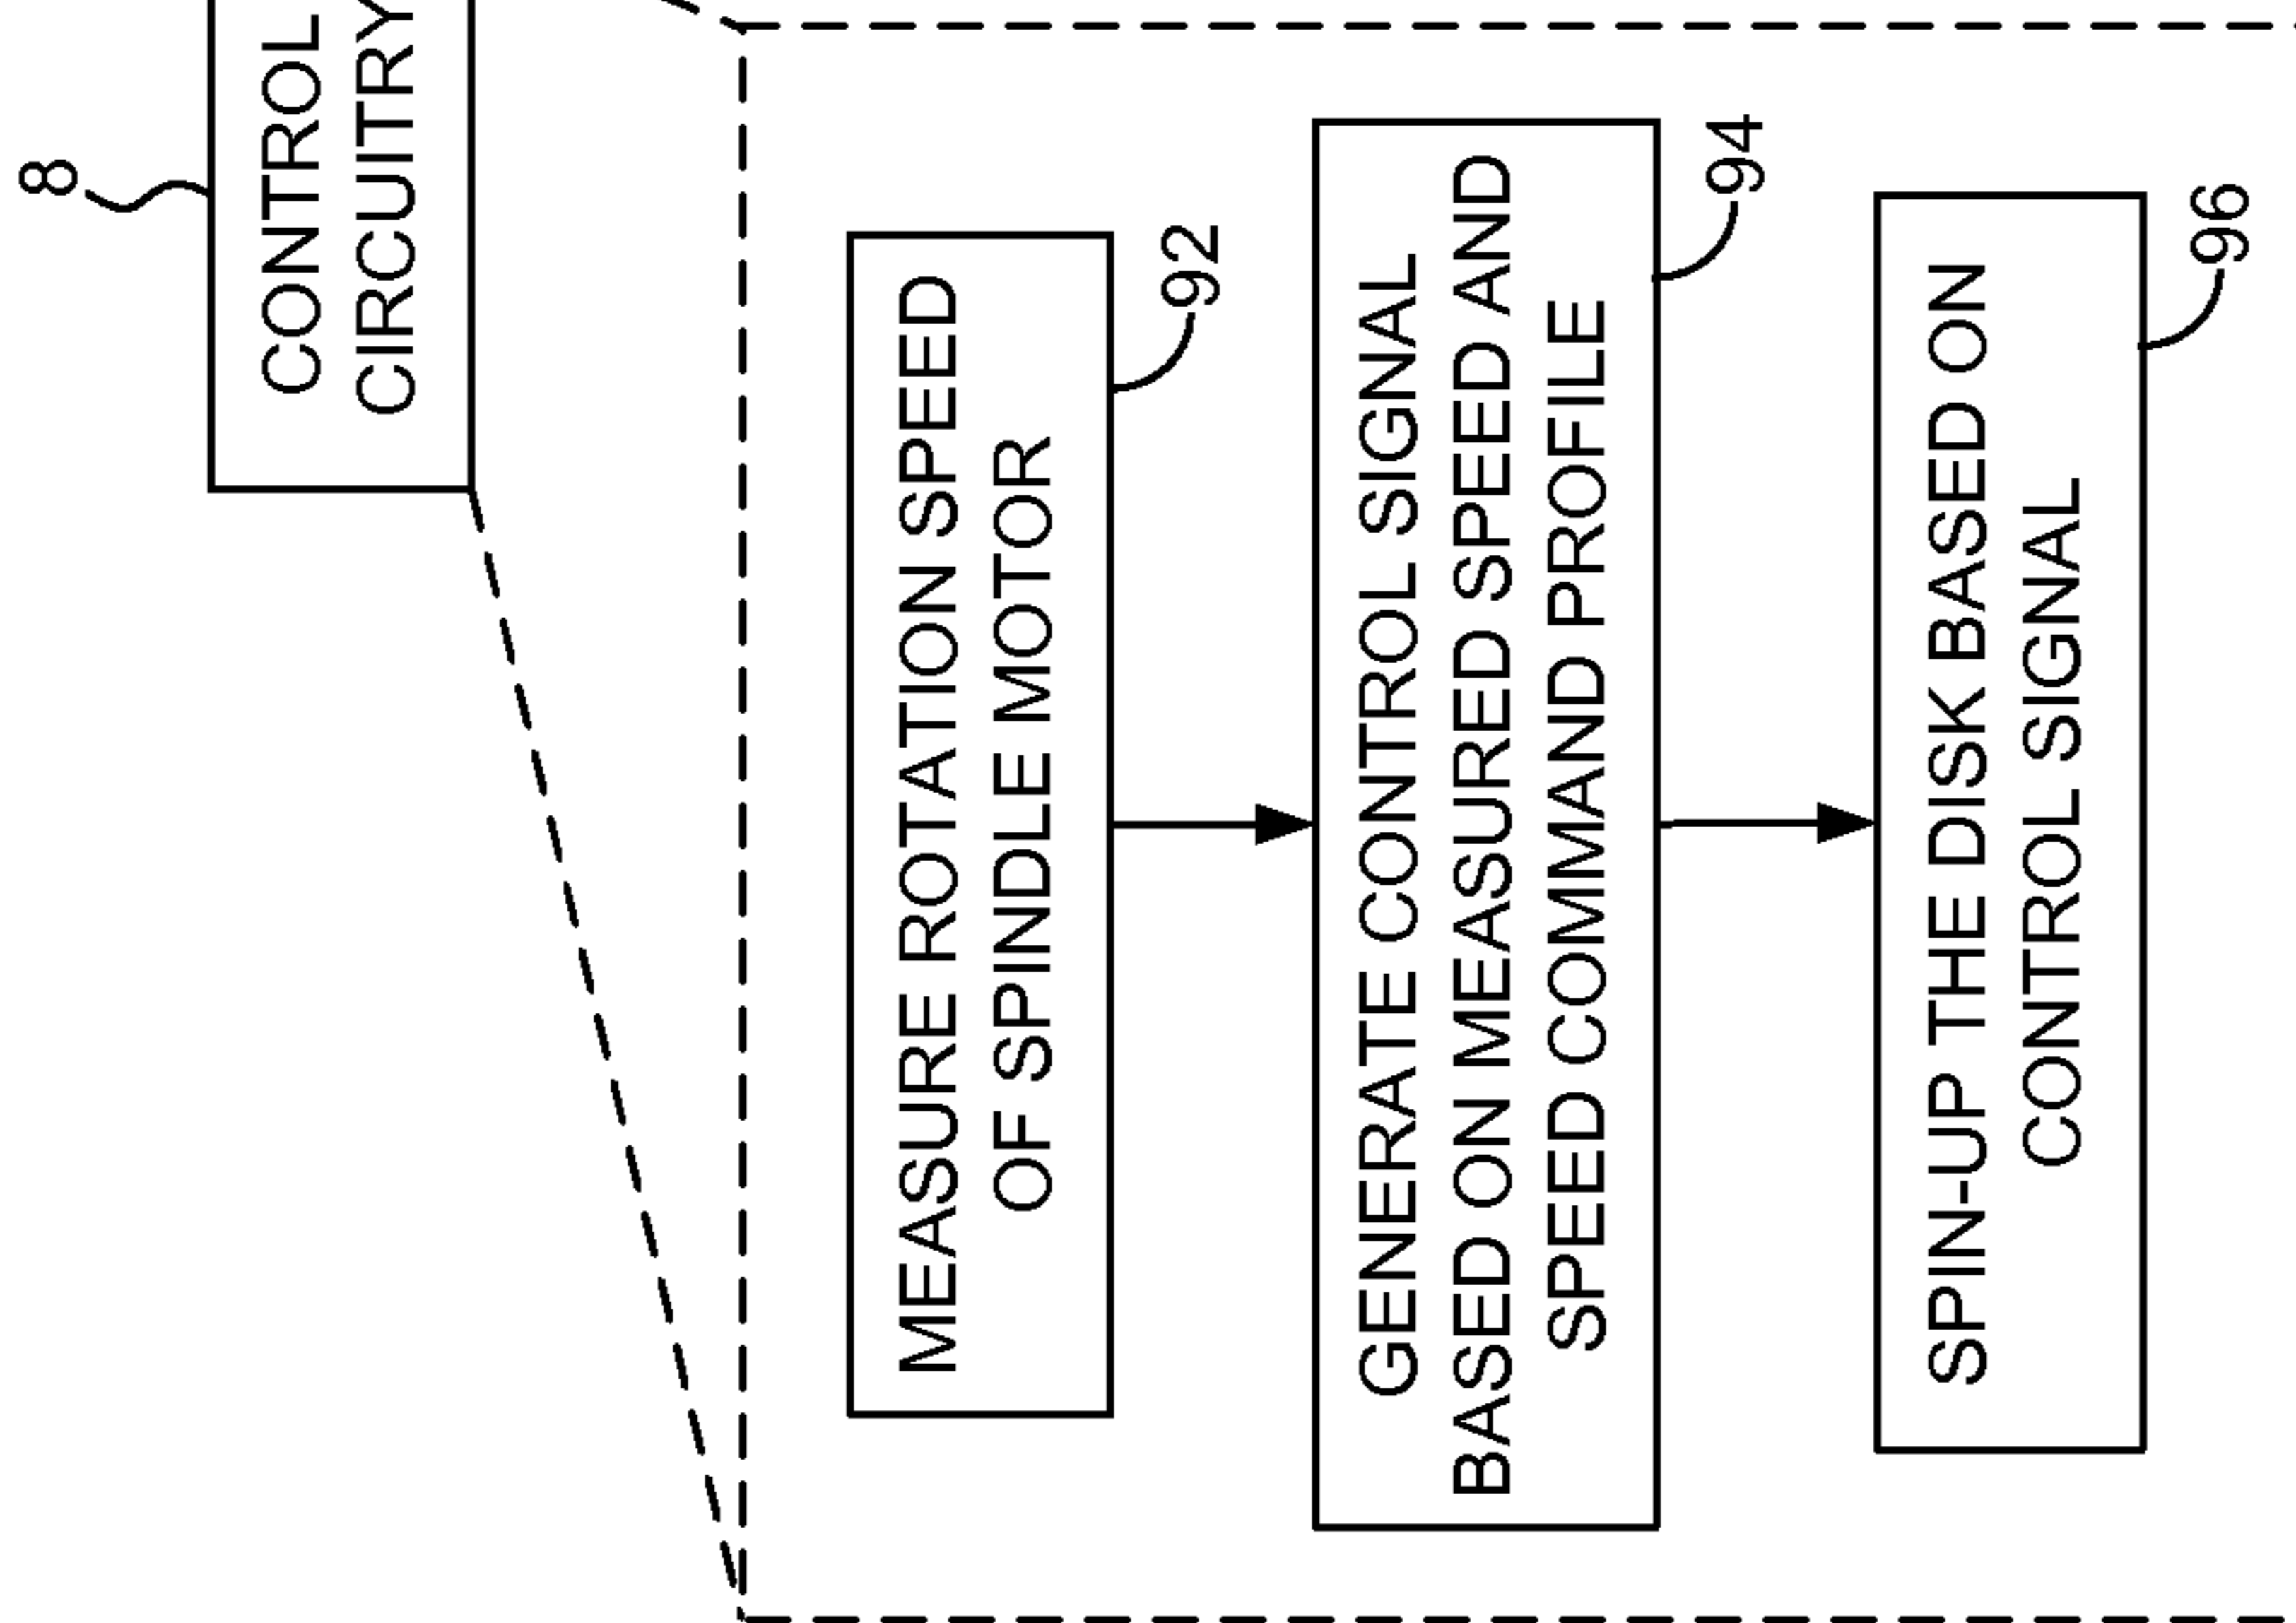 8
CONTROL
CIRCUITRY
MEASURE ROTATION SPEED
OF SPINDLE MOTOR
92
GENERATE CONTROL SIGNAL
BASED ON MEASURED SPEED AND
SPEED COMMAND PROFILE
94
SPIN-UP THE DISK BASED ON
CONTROL SIGNAL
96